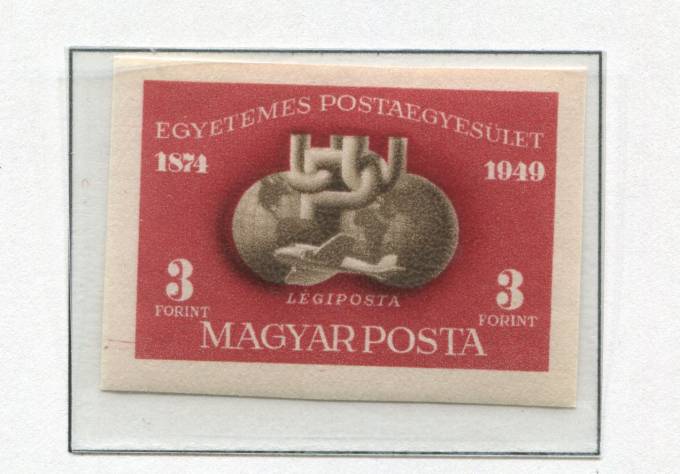 EGYETEMES POSTAEGYESÜLET
1874
1949
LÉGIPOSTA
3
FORINT
3
FORINT
MAGYAR POSTA